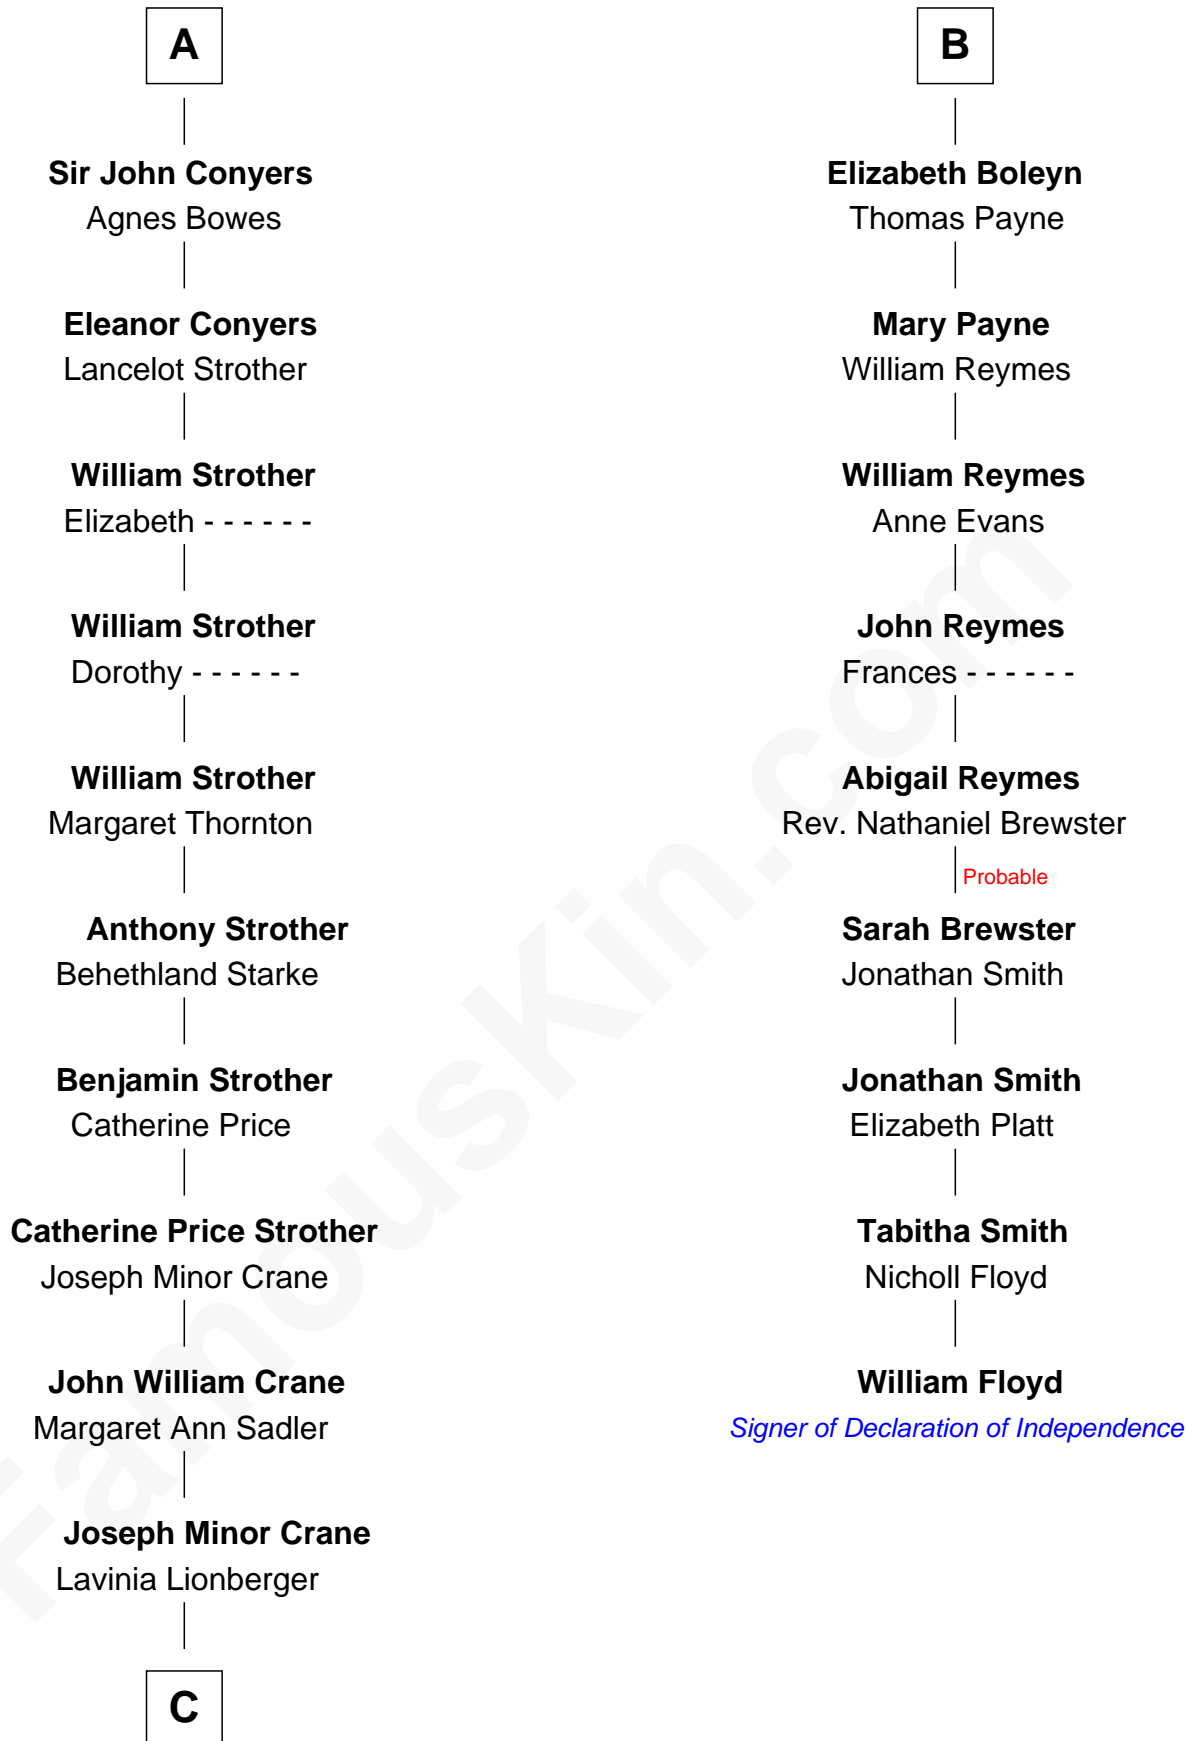 A
Sir John Conyers
Agnes Bowes
Eleanor Conyers
Lancelot Strother
William Strother
Elizabeth - - - - - -
William Strother
Dorothy - - - - - -
William Strother
Margaret Thornton
Anthony Strother
Behethland Starke
Benjamin Strother
Catherine Price
Catherine Price Strother
Joseph Minor Crane
John William Crane
Margaret Ann Sadler
Joseph Minor Crane
Lavinia Lionberger
C
B
Elizabeth Boleyn
Thomas Payne
Mary Payne
William Reymes
William Reymes
Anne Evans
John Reymes
Frances - - - - - -
Abigail Reymes
Rev. Nathaniel Brewster
Probable
Sarah Brewster
Jonathan Smith
Jonathan Smith
Elizabeth Platt
Tabitha Smith
Nicholl Floyd
William Floyd
Signer of Declaration of Independence
FamousKin.com